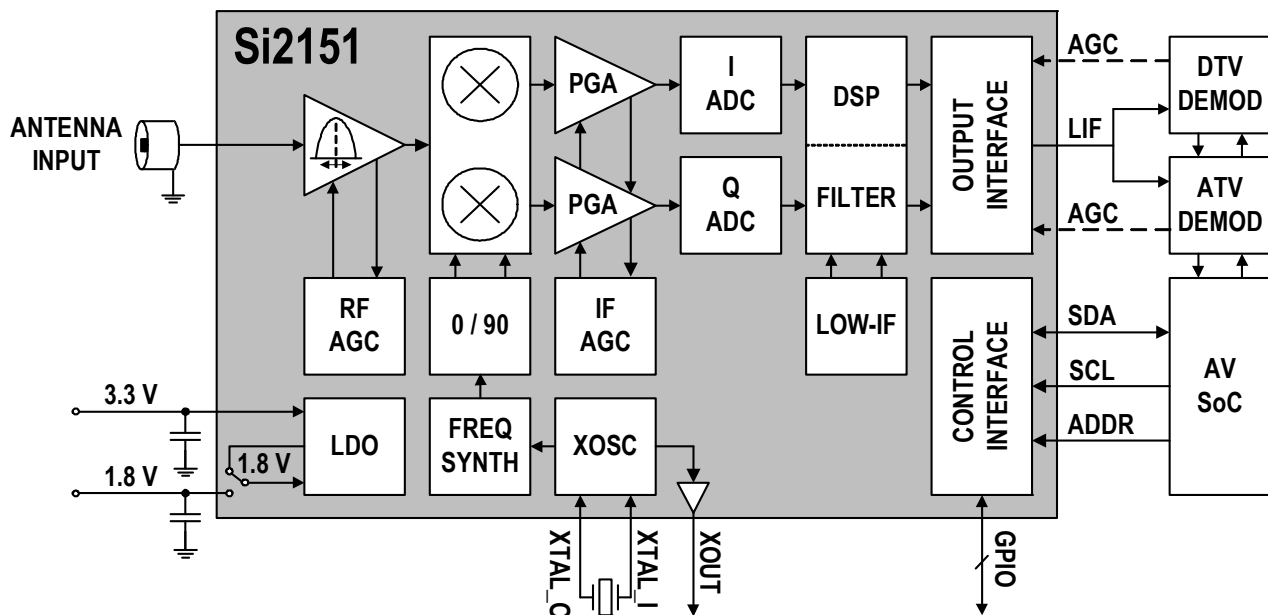 Si2151
ANTENNA
INPUT
PGA
PGA
I
ADC
Q
ADC
DSP
FILTER
OUTPUT
INTERFACE
AGC
LIF
AGC
DTV
DEMOD
ATV
DEMOD
RF
AGC
0 / 90
IF
AGC
LOW-IF
CONTROL
INTERFACE
SDA
SCL
ADDR
AV
SoC
3.3 V
1.8 V
1.8 V
LDO
FREQ
SYNTH
XOSC
XTAL_I
XOUT
GPIO